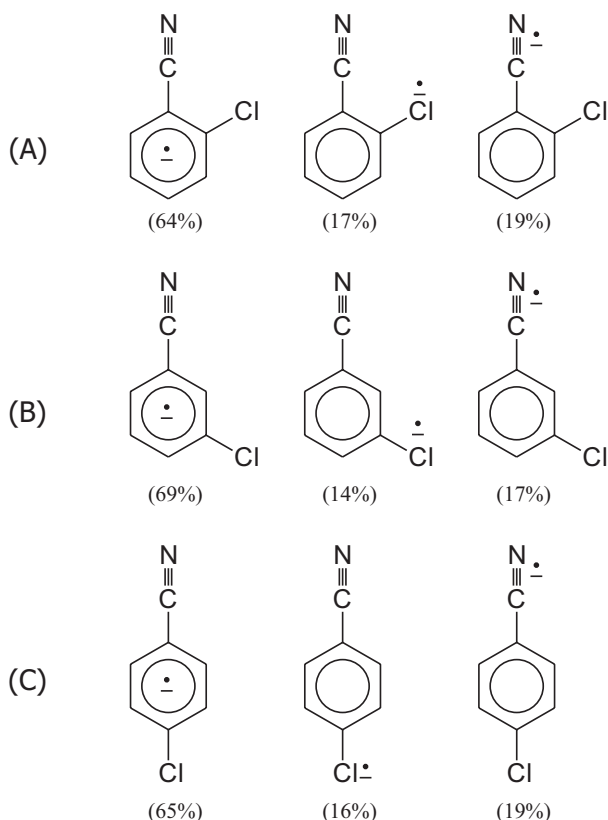 N N N
C C C
Cl Cl Cl
(A)
(64%) (17%) (19%)
N N N
C C C
(B)
Cl Cl Cl
(69%) (14%) (17%)
N N N
C C C
(C)
Cl Cl Cl
(65%) (16%) (19%)